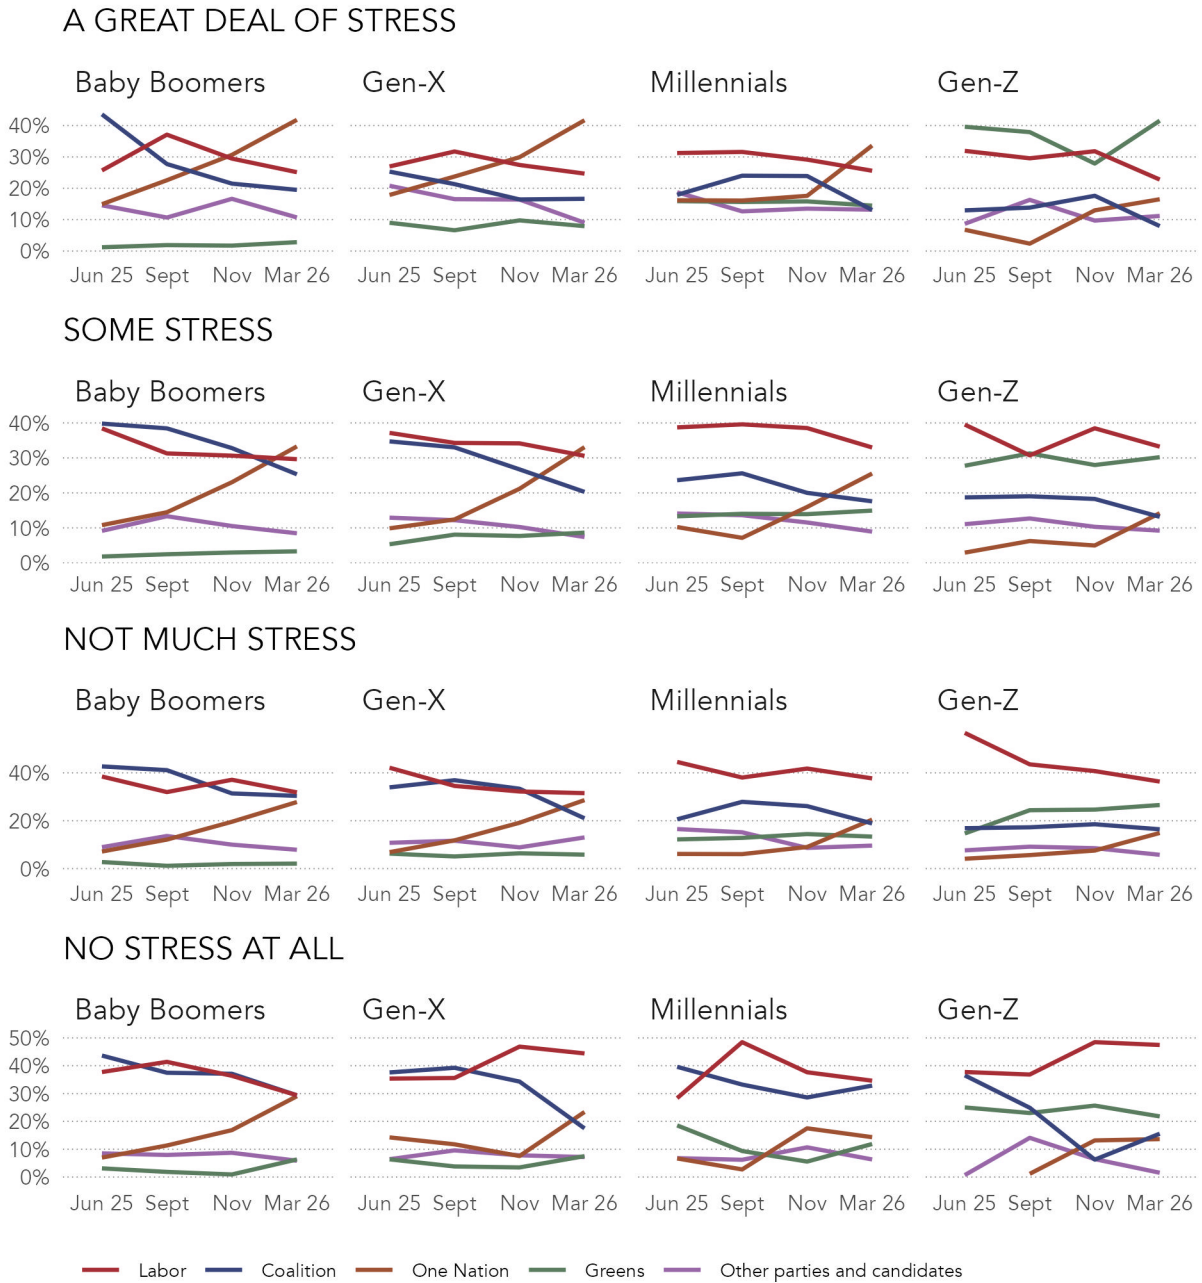 A GREAT DEAL OF STRESS
Baby Boomers Gen-X Millennials Gen-Z
40%
30%
20%
10%
0%
Jun 25 Sept Nov Mar 26 Jun 25 Sept Nov Mar 26 Jun 25 Sept Nov Mar 26 Jun 25 Sept Nov Mar 26
SOME STRESS
Baby Boomers Gen-X Millennials Gen-Z
40%
30%
20%
10%
0%
Jun 25 Sept Nov Mar 26 Jun 25 Sept Nov Mar 26 Jun 25 Sept Nov Mar 26 Jun 25 Sept Nov Mar 26
NOT MUCH STRESS
Baby Boomers Gen-X Millennials Gen-Z
40%
20%
0%
Jun 25 Sept Nov Mar 26 Jun 25 Sept Nov Mar 26 Jun 25 Sept Nov Mar 26 Jun 25 Sept Nov Mar 26
NO STRESS AT ALL
Baby Boomers Gen-X Millennials Gen-Z
50%
40%
30%
20%
10%
0%
Jun 25 Sept Nov Mar 26 Jun 25 Sept Nov Mar 26 Jun 25 Sept Nov Mar 26 Jun 25 Sept Nov Mar 26
Labor Coalition One Nation Greens Other parties and candidates